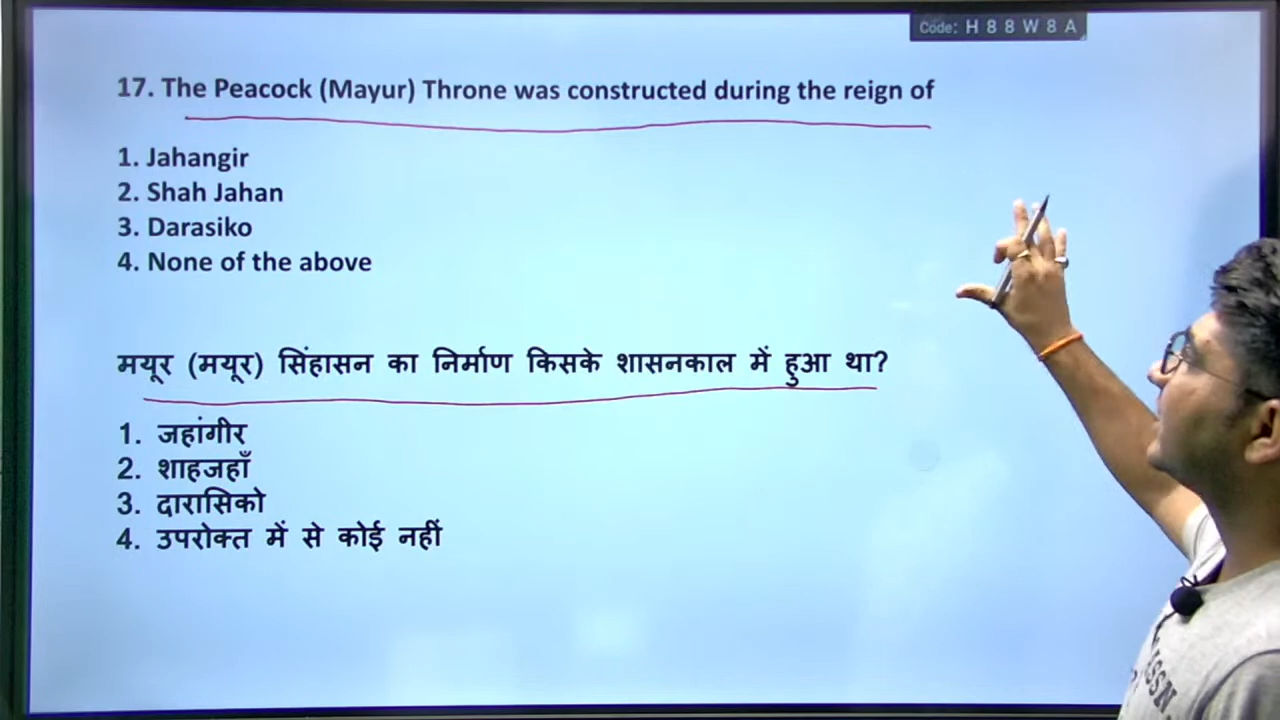 Code: H 8 8 W 8 A
17. The Peacock (Mayur) Throne was constructed during the reign of
1. Jahangir
2. Shah Jahan
3. Darasiko
4. None of the above
मयूर (मयूर) सिंहासन का निर्माण किसके शासनकाल में हुआ था?
1. जहांगीर
2. शाहजहाँ
3. दारासिको
4. उपरोक्त में से कोई नहीं